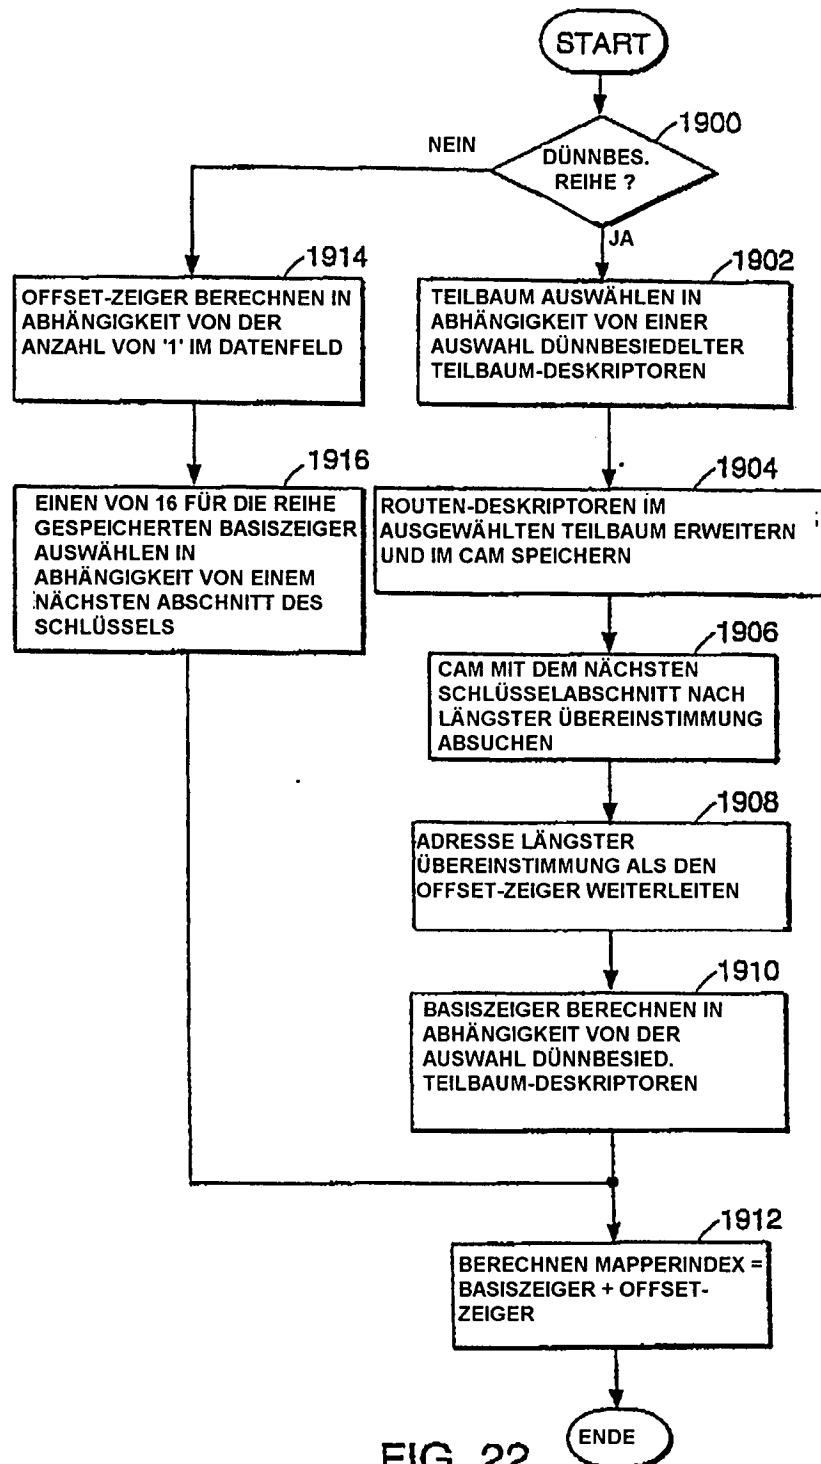 START
1900
NEIN
DÜNNBES.
REIHE ?
JA
1914
OFFSET-ZEIGER BERECHNEN IN
ABHÄNGIGKEIT VON DER
ANZAHL VON '1' IM DATENFELD
1902
TEILBAUM AUSWÄHLEN IN
ABHÄNGIGKEIT VON EINER
AUSWAHL DÜNNBESIEDELTER
TEILBAUM-DESKRIPTOREN
1916
EINEN VON 16 FÜR DIE REIHE
GESPEICHERTEN BASISZEIGER
AUSWÄHLEN IN
ABHÄNGIGKEIT VON EINEM
NÄCHSTEN ABSCHNITT DES
SCHLÜSSELS
1904
ROUTEN-DESKRIPTOREN IM
AUSGEWÄHLTEN TEILBAUM ERWEITERN
UND IM CAM SPEICHERN
1906
CAM MIT DEM NÄCHSTEN
SCHLÜSSELABSCHNITT NACH
LÄNGSTER ÜBEREINSTIMMUNG
ABSUCHEN
1908
ADRESSE LÄNGSTER
ÜBEREINSTIMMUNG ALS DEN
OFFSET-ZEIGER WEITERLEITEN
1910
BASISZEIGER BERECHNEN IN
ABHÄNGIGKEIT VON DER
AUSWAHL DÜNNBESIED.
TEILBAUM-DESKRIPTOREN
1912
BERECHNEN MAPPERINDEX =
BASISZEIGER + OFFSET-
ZEIGER
ENDE
FIG. 22